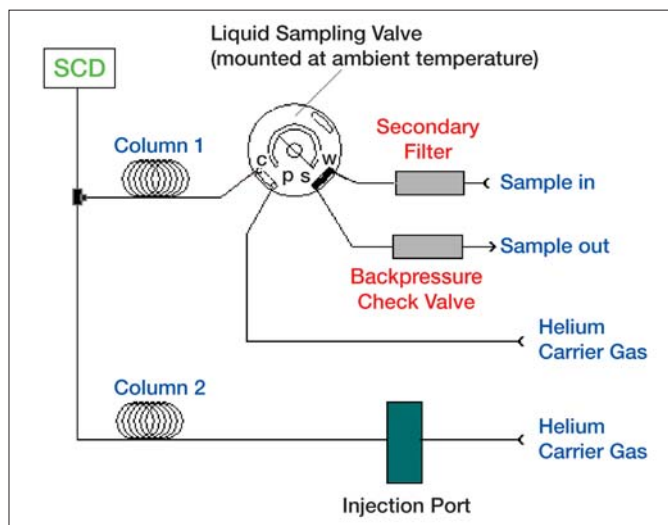 Liquid Sampling Valve
(mounted at ambient temperature)
SCD
Column 1
Secondary
Filter
c
p
s
w
Sample in
Sample out
Backpressure
Check Valve
Helium
Carrier Gas
Column 2
Helium
Carrier Gas
Injection Port